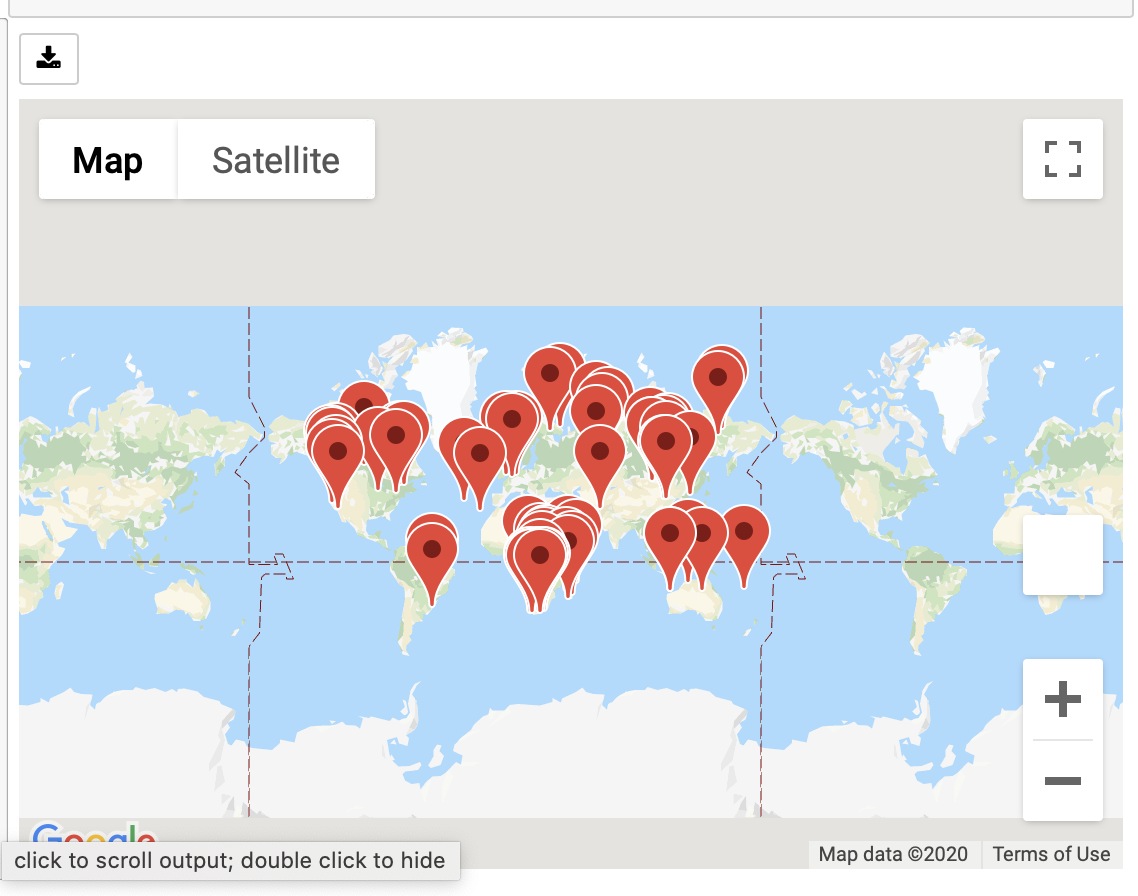 Map
Satellite
Google
click to scroll output; double click to hide
Map data ©2020
Terms of Use